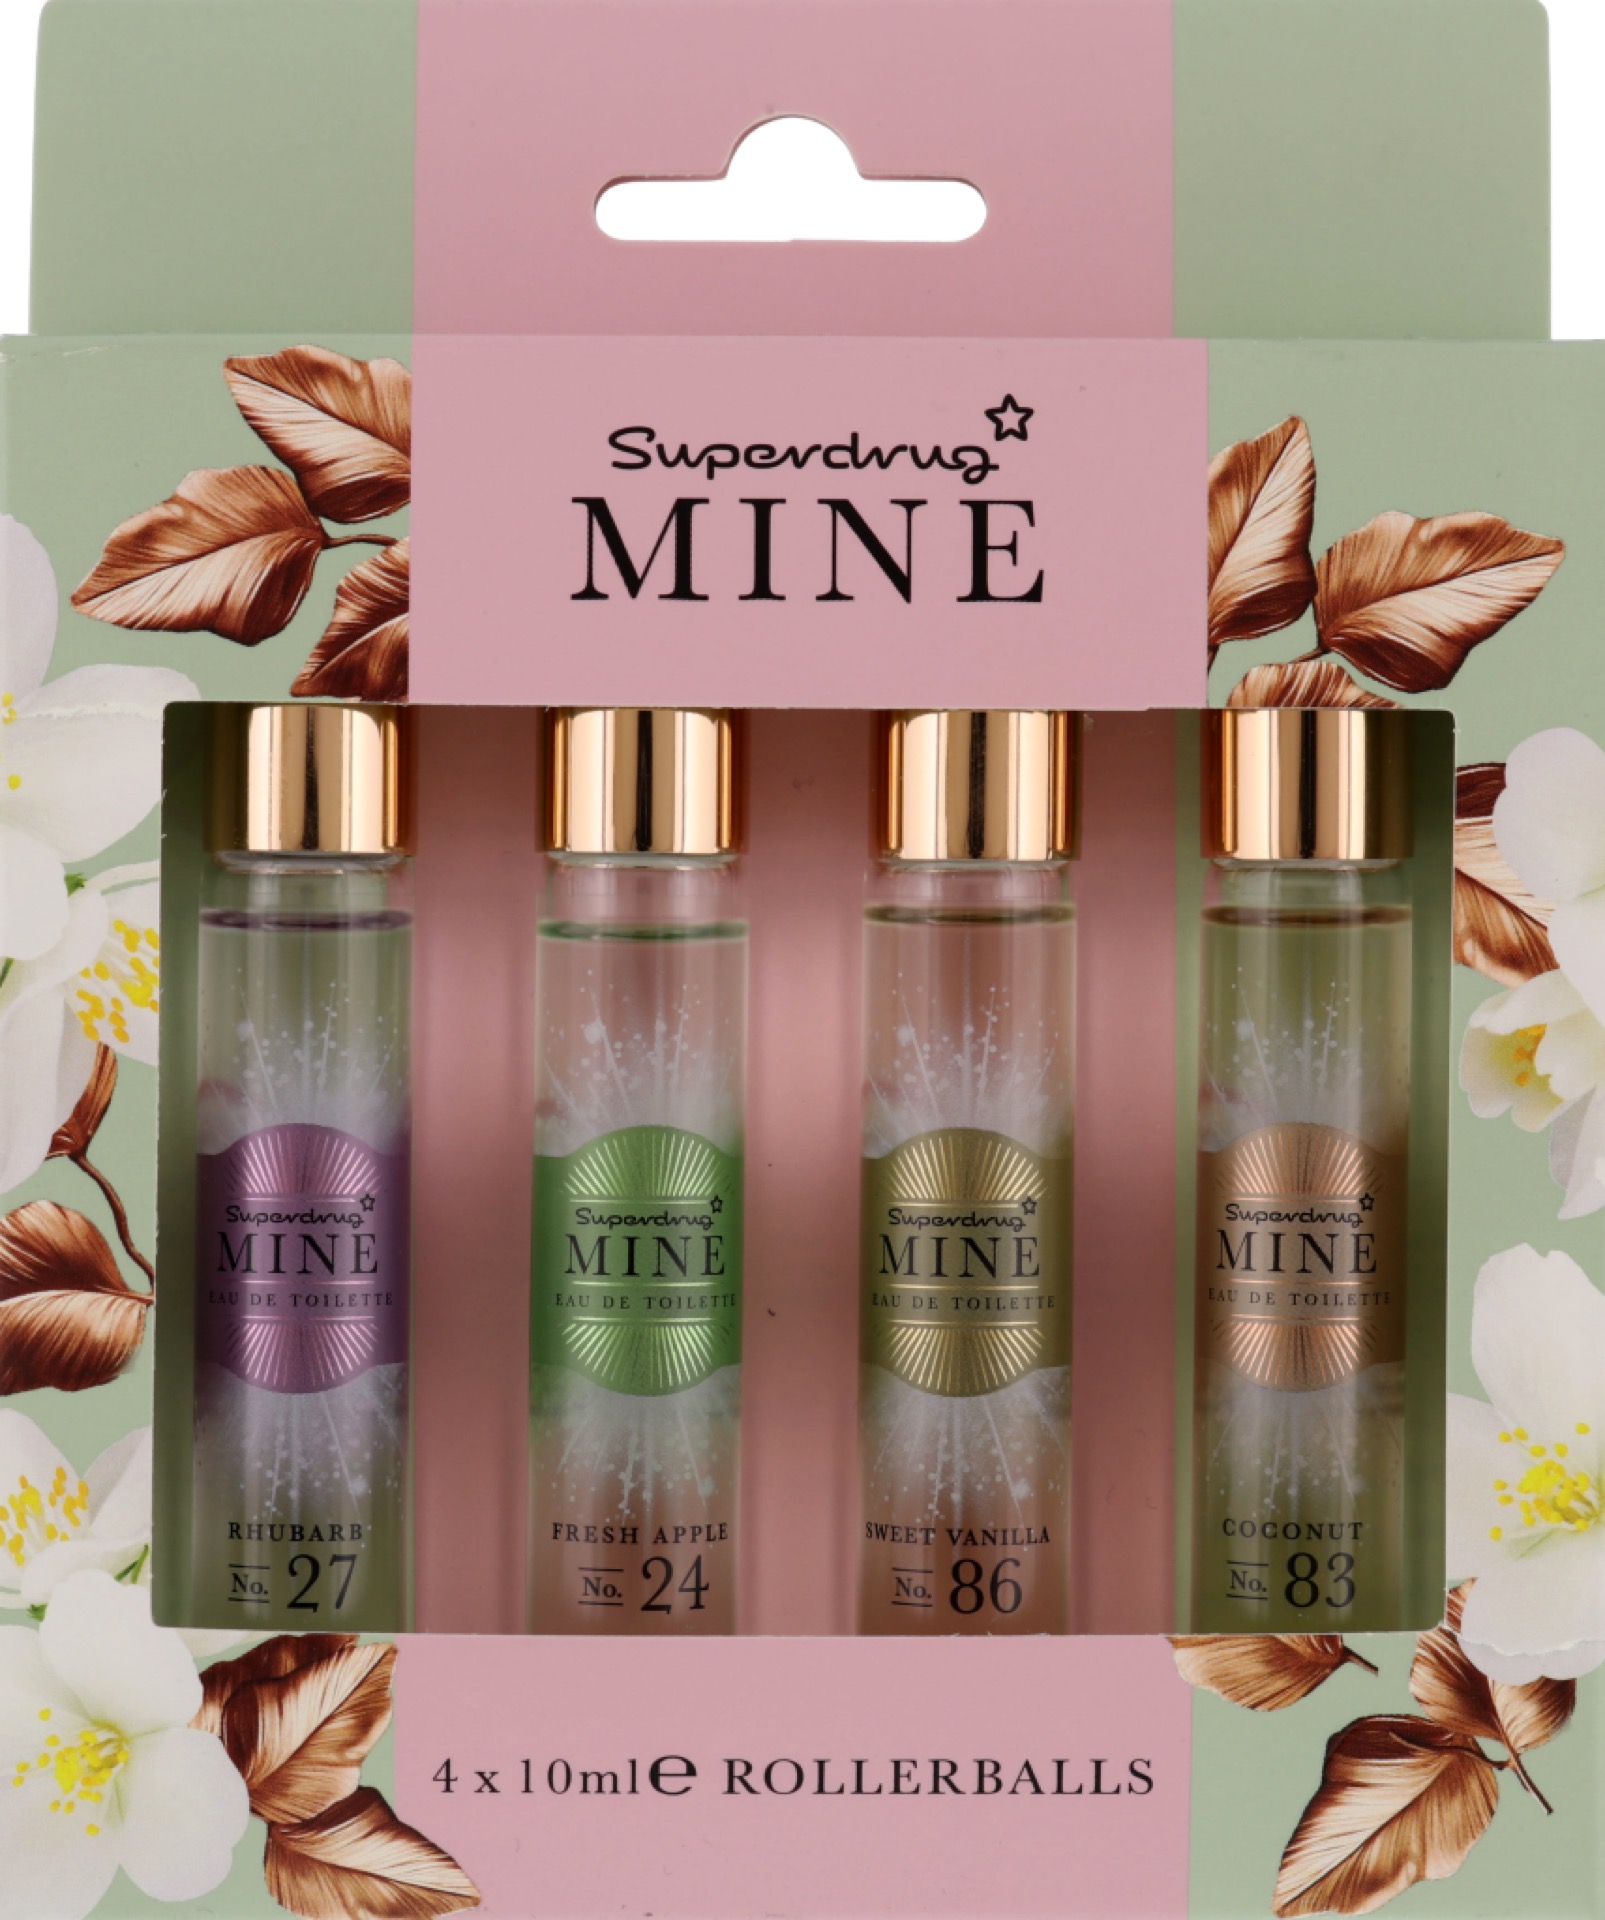 Superdrug
MINE
Superdrug
MINE
EAU DE TOILETTE
RHUBARB
No. 27
Superdrug
MINE
EAU DE TOILETTE
FRESH APPLE
No. 24
Superdrug
MINE
EAU DE TOILETTE
SWEET VANILLA
No. 86
Superdrug
MINE
EAU DE TOILETTE
COCONUT
No. 83
4 x 10ml℮ ROLLERBALLS